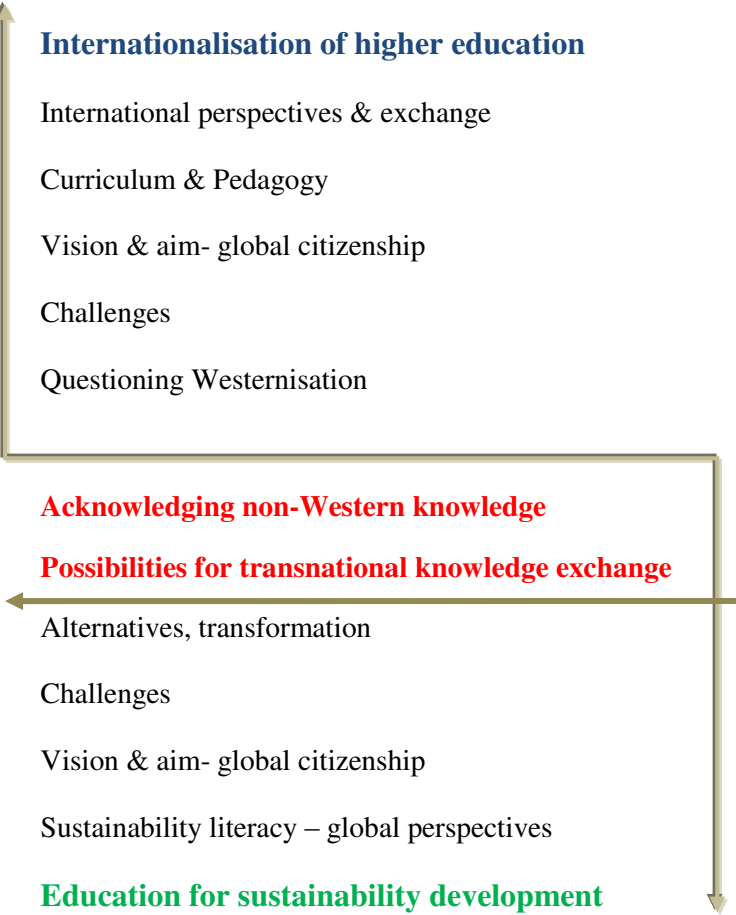 Internationalisation of higher education
International perspectives & exchange
Curriculum & Pedagogy
Vision & aim- global citizenship
Challenges
Questioning Westernisation
Acknowledging non-Western knowledge
Possibilities for transnational knowledge exchange
Alternatives, transformation
Challenges
Vision & aim- global citizenship
Sustainability literacy – global perspectives
Education for sustainability development